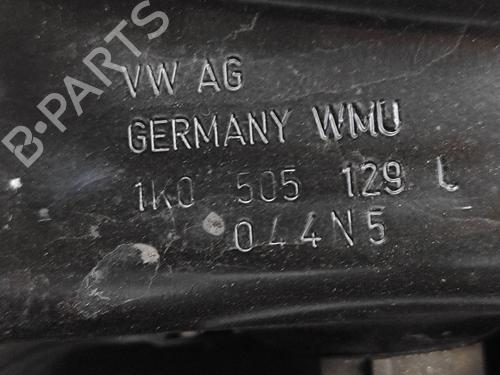 B-PARTS
VW AG
GERMANY WMU
1K0 505 129 L
044N5